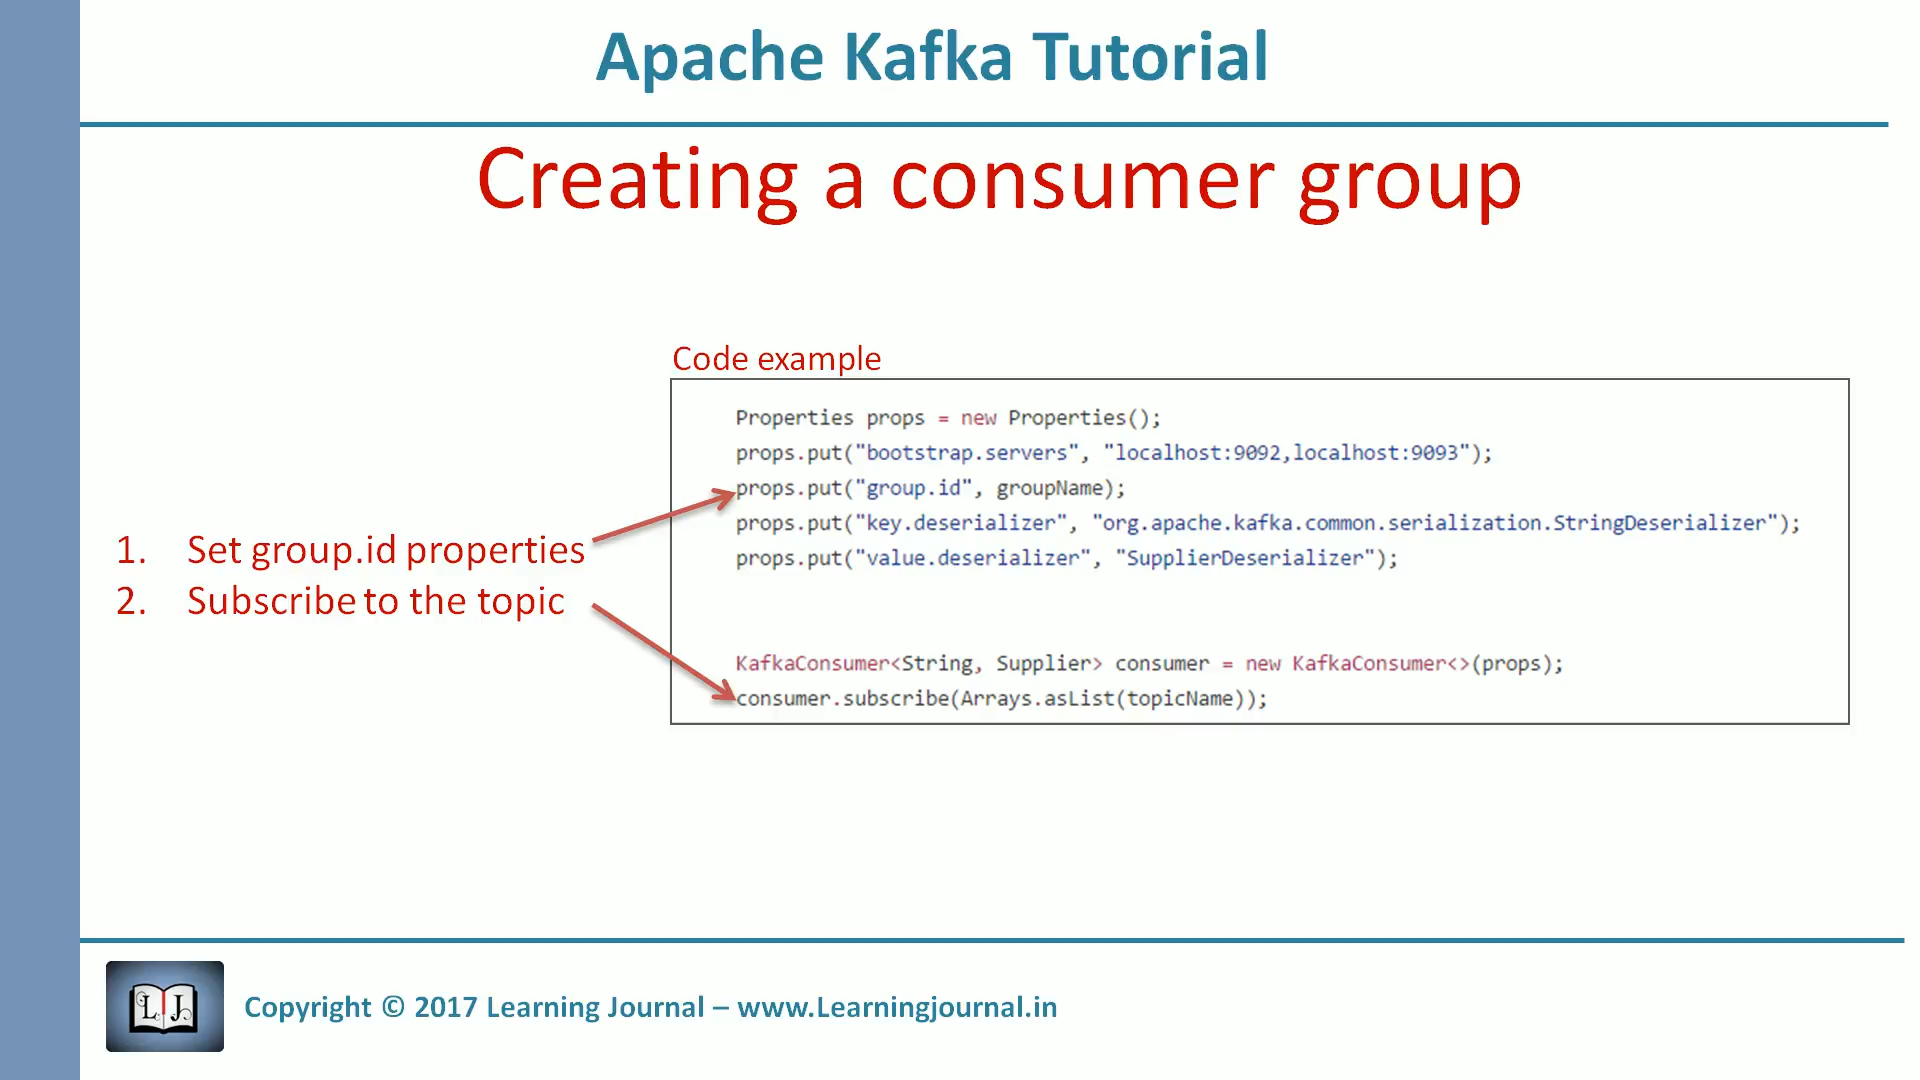 Apache Kafka Tutorial
Creating a consumer group
Code example
Properties props = new Properties();
props.put("bootstrap.servers", "localhost:9092,localhost:9093");
props.put("group.id", groupName);
props.put("key.deserializer", "org.apache.kafka.common.serialization.StringDeserializer");
props.put("value.deserializer", "SupplierDeserializer");
KafkaConsumer<String, Supplier> consumer = new KafkaConsumer<>(props);
consumer.subscribe(Arrays.asList(topicName));
1. Set group.id properties
2. Subscribe to the topic
LJ
Copyright © 2017 Learning Journal – www.Learningjournal.in